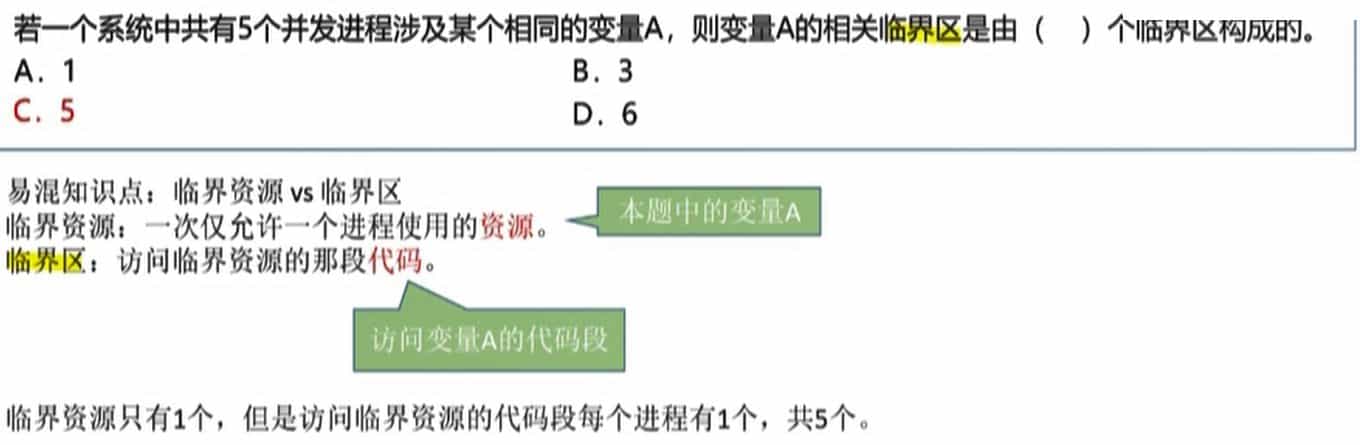 若一个系统中共有5个并发进程涉及某个相同的变量A，则变量A的相关临界区是由（　）个临界区构成的。
A．1
B．3
C．5
D．6
易混知识点：临界资源 vs 临界区
临界资源：一次仅允许一个进程使用的资源。
本题中的变量A
临界区：访问临界资源的那段代码。
访问变量A的代码段
临界资源只有1个，但是访问临界资源的代码段每个进程有1个，共5个。